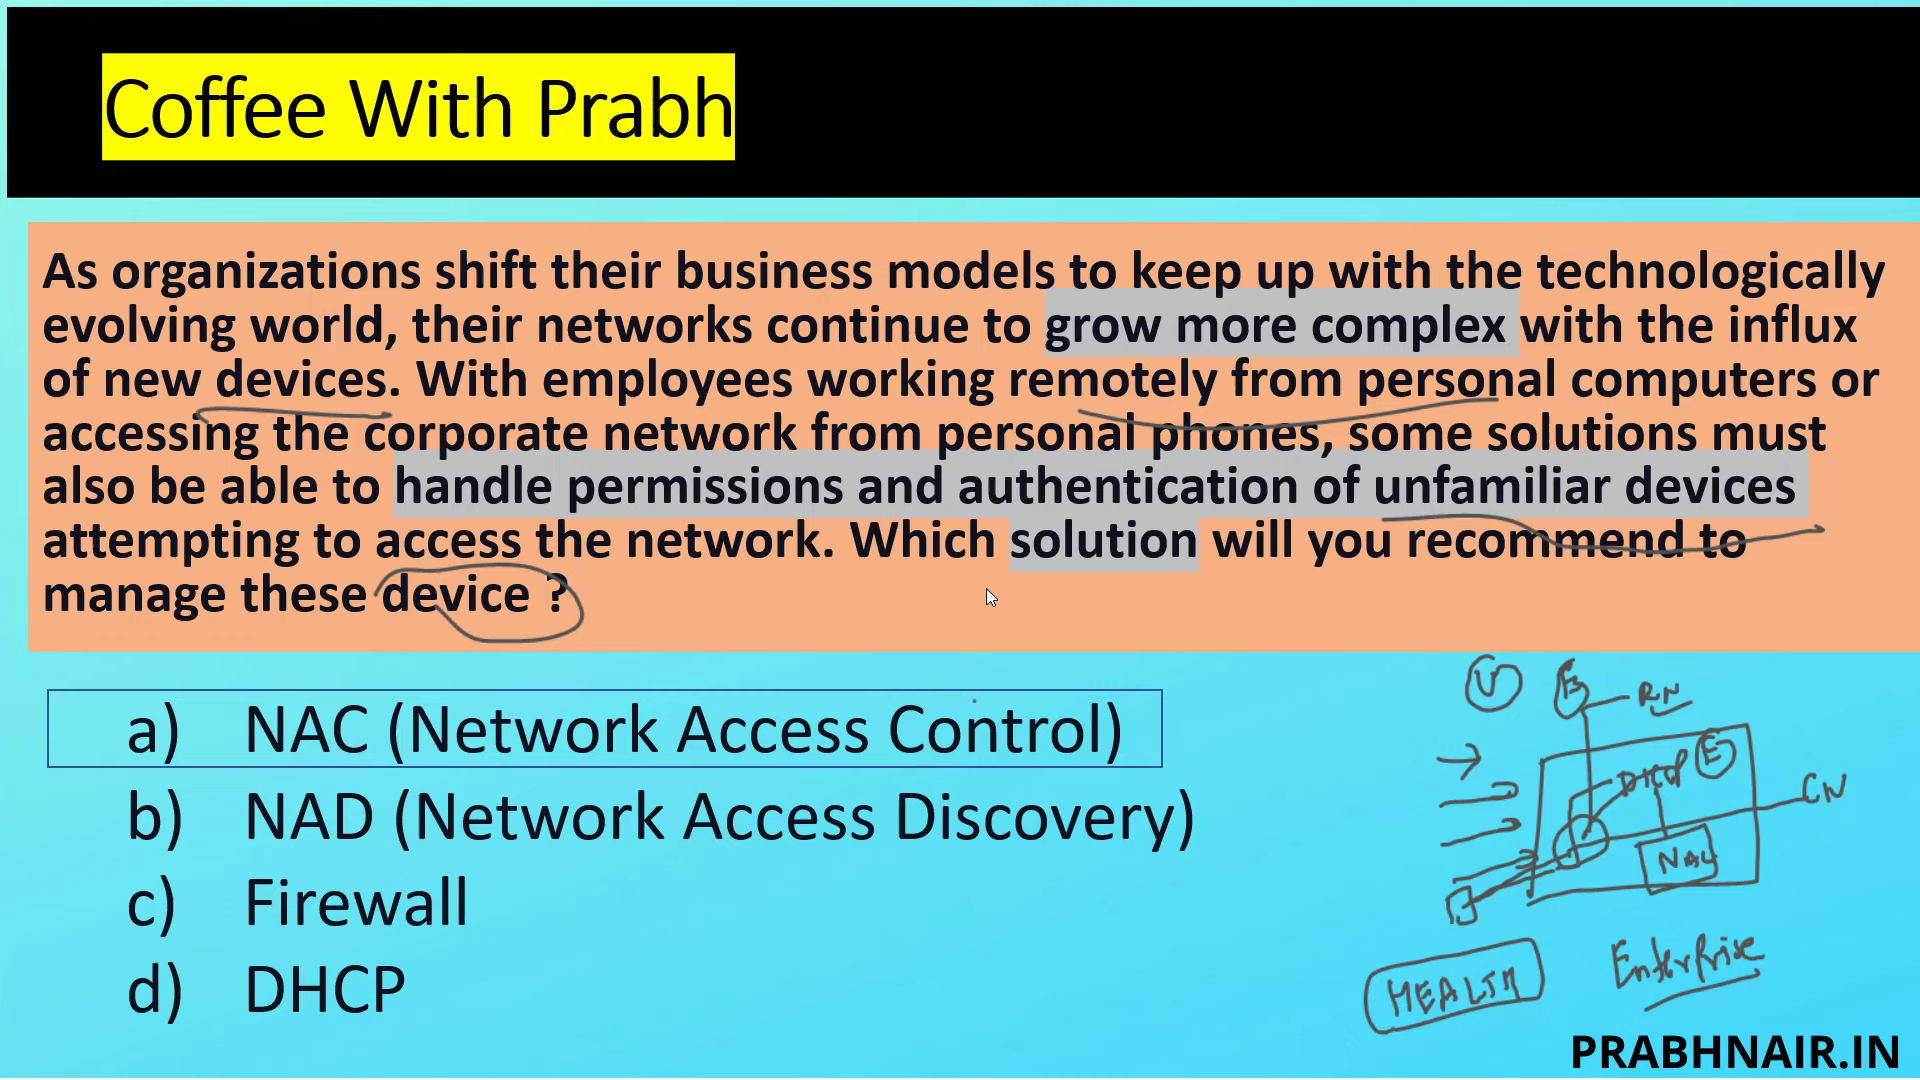 Coffee With Prabh
As organizations shift their business models to keep up with the technologically
evolving world, their networks continue to grow more complex with the influx
of new devices. With employees working remotely from personal computers or
accessing the corporate network from personal phones, some solutions must
also be able to handle permissions and authentication of unfamiliar devices
attempting to access the network. Which solution will you recommend to
manage these device ?
a) NAC (Network Access Control)
b) NAD (Network Access Discovery)
c) Firewall
d) DHCP
RN
DHCP E
CN
NAC
HEALTH
Enterprise
PRABHNAIR.IN